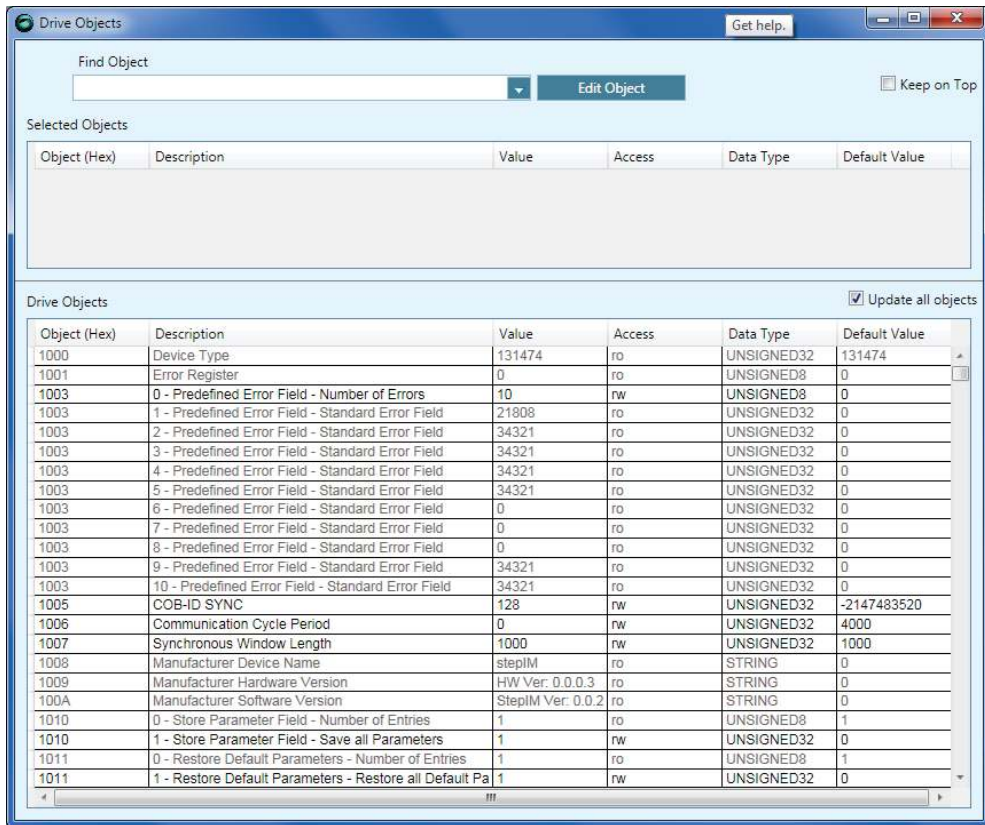 Drive Objects
Get help.
Find Object
Edit Object
Keep on Top
Selected Objects
Object (Hex) Description Value Access Data Type Default Value
Drive Objects
Update all objects
Object (Hex) Description Value Access Data Type Default Value
1000 Device Type 131474 ro UNSIGNED32 131474
1001 Error Register 0 ro UNSIGNED8 0
1003 0 - Predefined Error Field - Number of Errors 10 rw UNSIGNED8 0
1003 1 - Predefined Error Field - Standard Error Field 21808 ro UNSIGNED32 0
1003 2 - Predefined Error Field - Standard Error Field 34321 ro UNSIGNED32 0
1003 3 - Predefined Error Field - Standard Error Field 34321 ro UNSIGNED32 0
1003 4 - Predefined Error Field - Standard Error Field 34321 ro UNSIGNED32 0
1003 5 - Predefined Error Field - Standard Error Field 34321 ro UNSIGNED32 0
1003 6 - Predefined Error Field - Standard Error Field 0 ro UNSIGNED32 0
1003 7 - Predefined Error Field - Standard Error Field 0 ro UNSIGNED32 0
1003 8 - Predefined Error Field - Standard Error Field 0 ro UNSIGNED32 0
1003 9 - Predefined Error Field - Standard Error Field 34321 ro UNSIGNED32 0
1003 10 - Predefined Error Field - Standard Error Field 34321 ro UNSIGNED32 0
1005 COB-ID SYNC 128 rw UNSIGNED32 -2147483520
1006 Communication Cycle Period 0 rw UNSIGNED32 4000
1007 Synchronous Window Length 1000 rw UNSIGNED32 1000
1008 Manufacturer Device Name stepIM ro STRING 0
1009 Manufacturer Hardware Version HW Ver: 0.0.0.3 ro STRING 0
100A Manufacturer Software Version StepIM Ver: 0.0.2 ro STRING 0
1010 0 - Store Parameter Field - Number of Entries 1 ro UNSIGNED8 1
1010 1 - Store Parameter Field - Save all Parameters 1 rw UNSIGNED32 0
1011 0 - Restore Default Parameters - Number of Entries 1 ro UNSIGNED8 1
1011 1 - Restore Default Parameters - Restore all Default Pa 1 rw UNSIGNED32 0